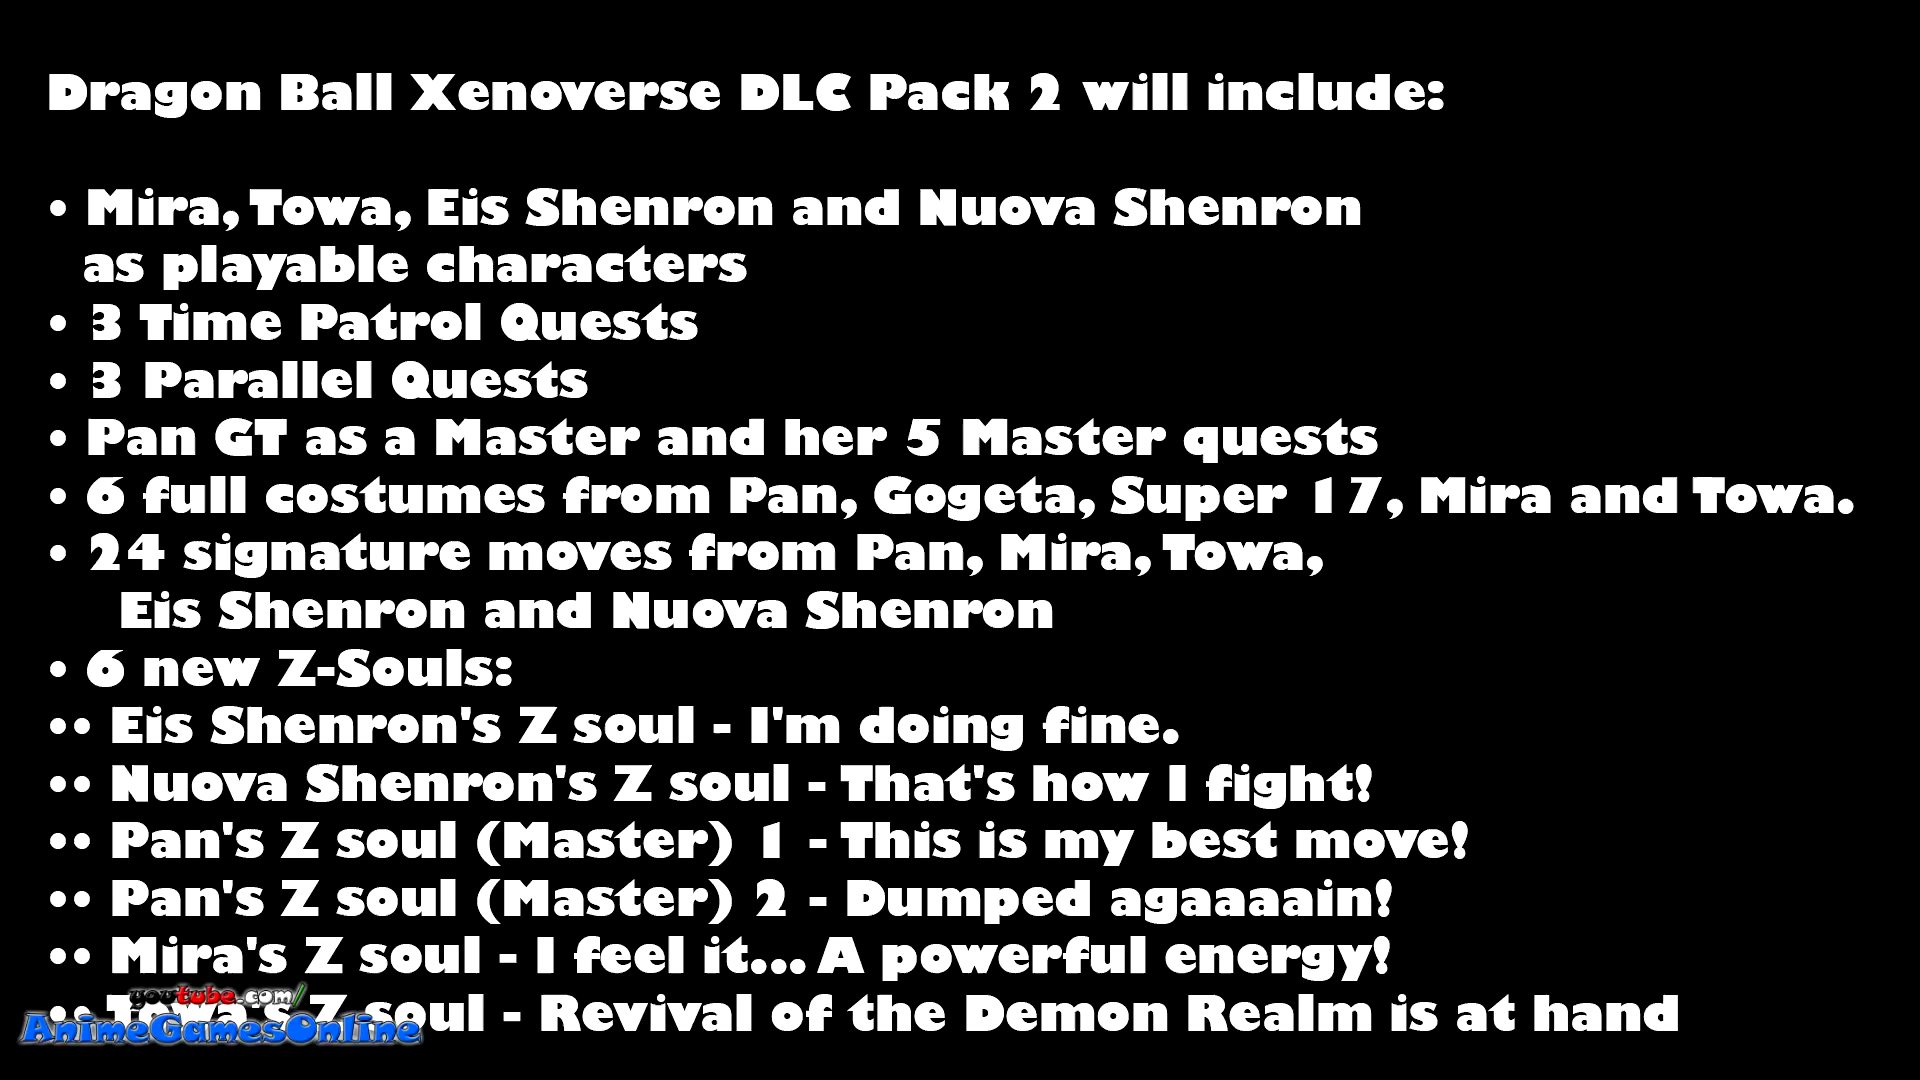 Dragon Ball Xenoverse DLC Pack 2 will include:
• Mira, Towa, Eis Shenron and Nuova Shenron
as playable characters
• 3 Time Patrol Quests
• 3 Parallel Quests
• Pan GT as a Master and her 5 Master quests
• 6 full costumes from Pan, Gogeta, Super 17, Mira and Towa.
• 24 signature moves from Pan, Mira, Towa,
Eis Shenron and Nuova Shenron
• 6 new Z-Souls:
•• Eis Shenron's Z soul - I'm doing fine.
•• Nuova Shenron's Z soul - That's how I fight!
•• Pan's Z soul (Master) 1 - This is my best move!
•• Pan's Z soul (Master) 2 - Dumped agaaaain!
•• Mira's Z soul - I feel it... A powerful energy!
•• Towa's Z soul - Revival of the Demon Realm is at hand
youtube.com/
AnimeGamesOnline